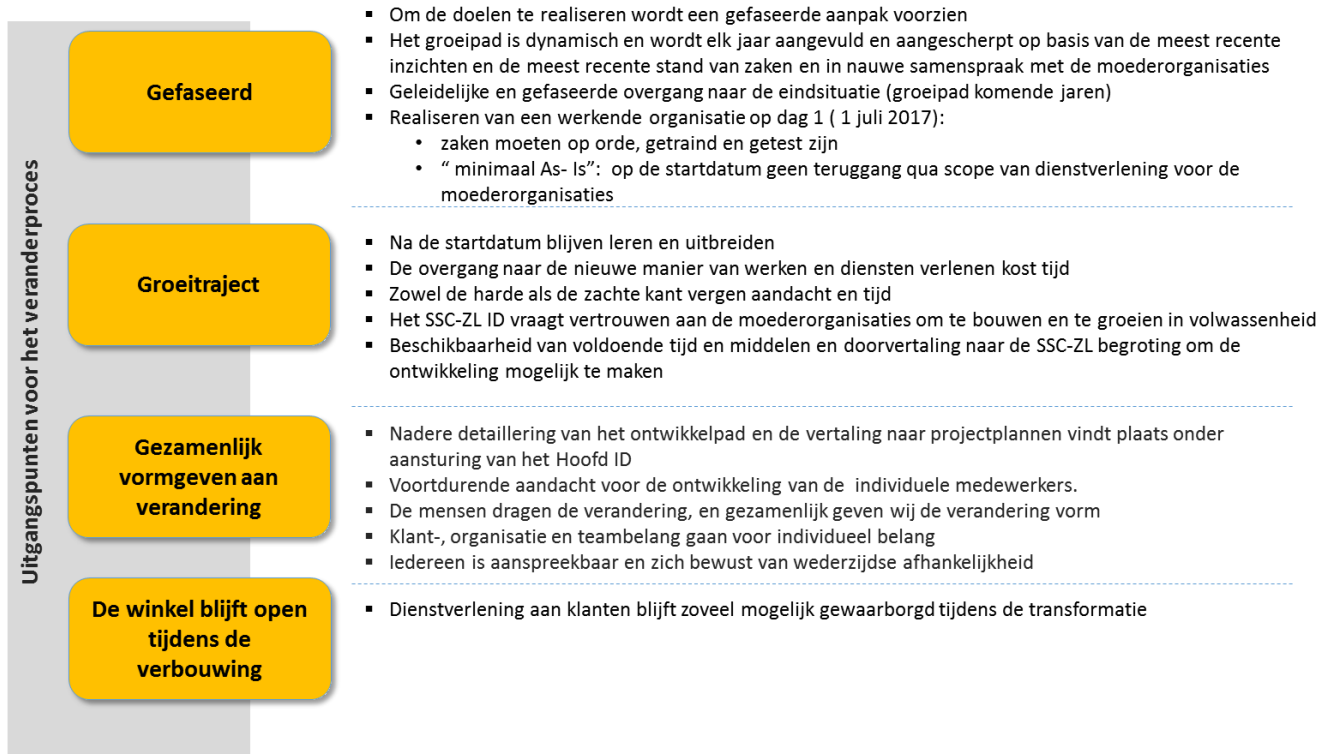 Uitgangspunten voor het veranderproces
Gefaseerd
▪ Om de doelen te realiseren wordt een gefaseerde aanpak voorzien
▪ Het groeipad is dynamisch en wordt elk jaar aangevuld en aangescherpt op basis van de meest recente
inzichten en de meest recente stand van zaken en in nauwe samenspraak met de moederorganisaties
▪ Geleidelijke en gefaseerde overgang naar de eindsituatie (groeipad komende jaren)
▪ Realiseren van een werkende organisatie op dag 1 ( 1 juli 2017):
• zaken moeten op orde, getraind en getest zijn
• “ minimaal As- Is”: op de startdatum geen teruggang qua scope van dienstverlening voor de
moederorganisaties
Groeitraject
▪ Na de startdatum blijven leren en uitbreiden
▪ De overgang naar de nieuwe manier van werken en diensten verlenen kost tijd
▪ Zowel de harde als de zachte kant vergen aandacht en tijd
▪ Het SSC-ZL ID vraagt vertrouwen aan de moederorganisaties om te bouwen en te groeien in volwassenheid
▪ Beschikbaarheid van voldoende tijd en middelen en doorvertaling naar de SSC-ZL begroting om de
ontwikkeling mogelijk te maken
Gezamenlijk
vormgeven aan
verandering
▪ Nadere detaillering van het ontwikkelpad en de vertaling naar projectplannen vindt plaats onder
aansturing van het Hoofd ID
▪ Voortdurende aandacht voor de ontwikkeling van de individuele medewerkers.
▪ De mensen dragen de verandering, en gezamenlijk geven wij de verandering vorm
▪ Klant-, organisatie en teambelang gaan voor individueel belang
▪ Iedereen is aanspreekbaar en zich bewust van wederzijdse afhankelijkheid
De winkel blijft open
tijdens de
verbouwing
▪ Dienstverlening aan klanten blijft zoveel mogelijk gewaarborgd tijdens de transformatie